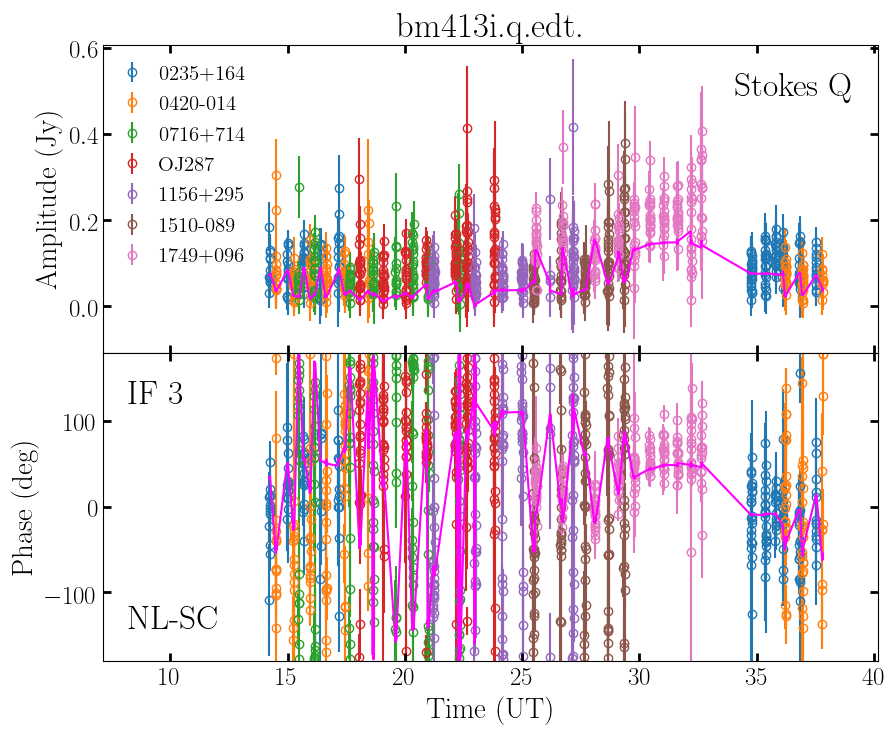 bm413i.q.edt.
0.6
0.4
0.2
0.0
Amplitude (Jy)
0235+164
0420-014
0716+714
OJ287
1156+295
1510-089
1749+096
Stokes Q
IF 3
NL-SC
100
0
−100
Phase (deg)
10 15 20 25 30 35 40
Time (UT)